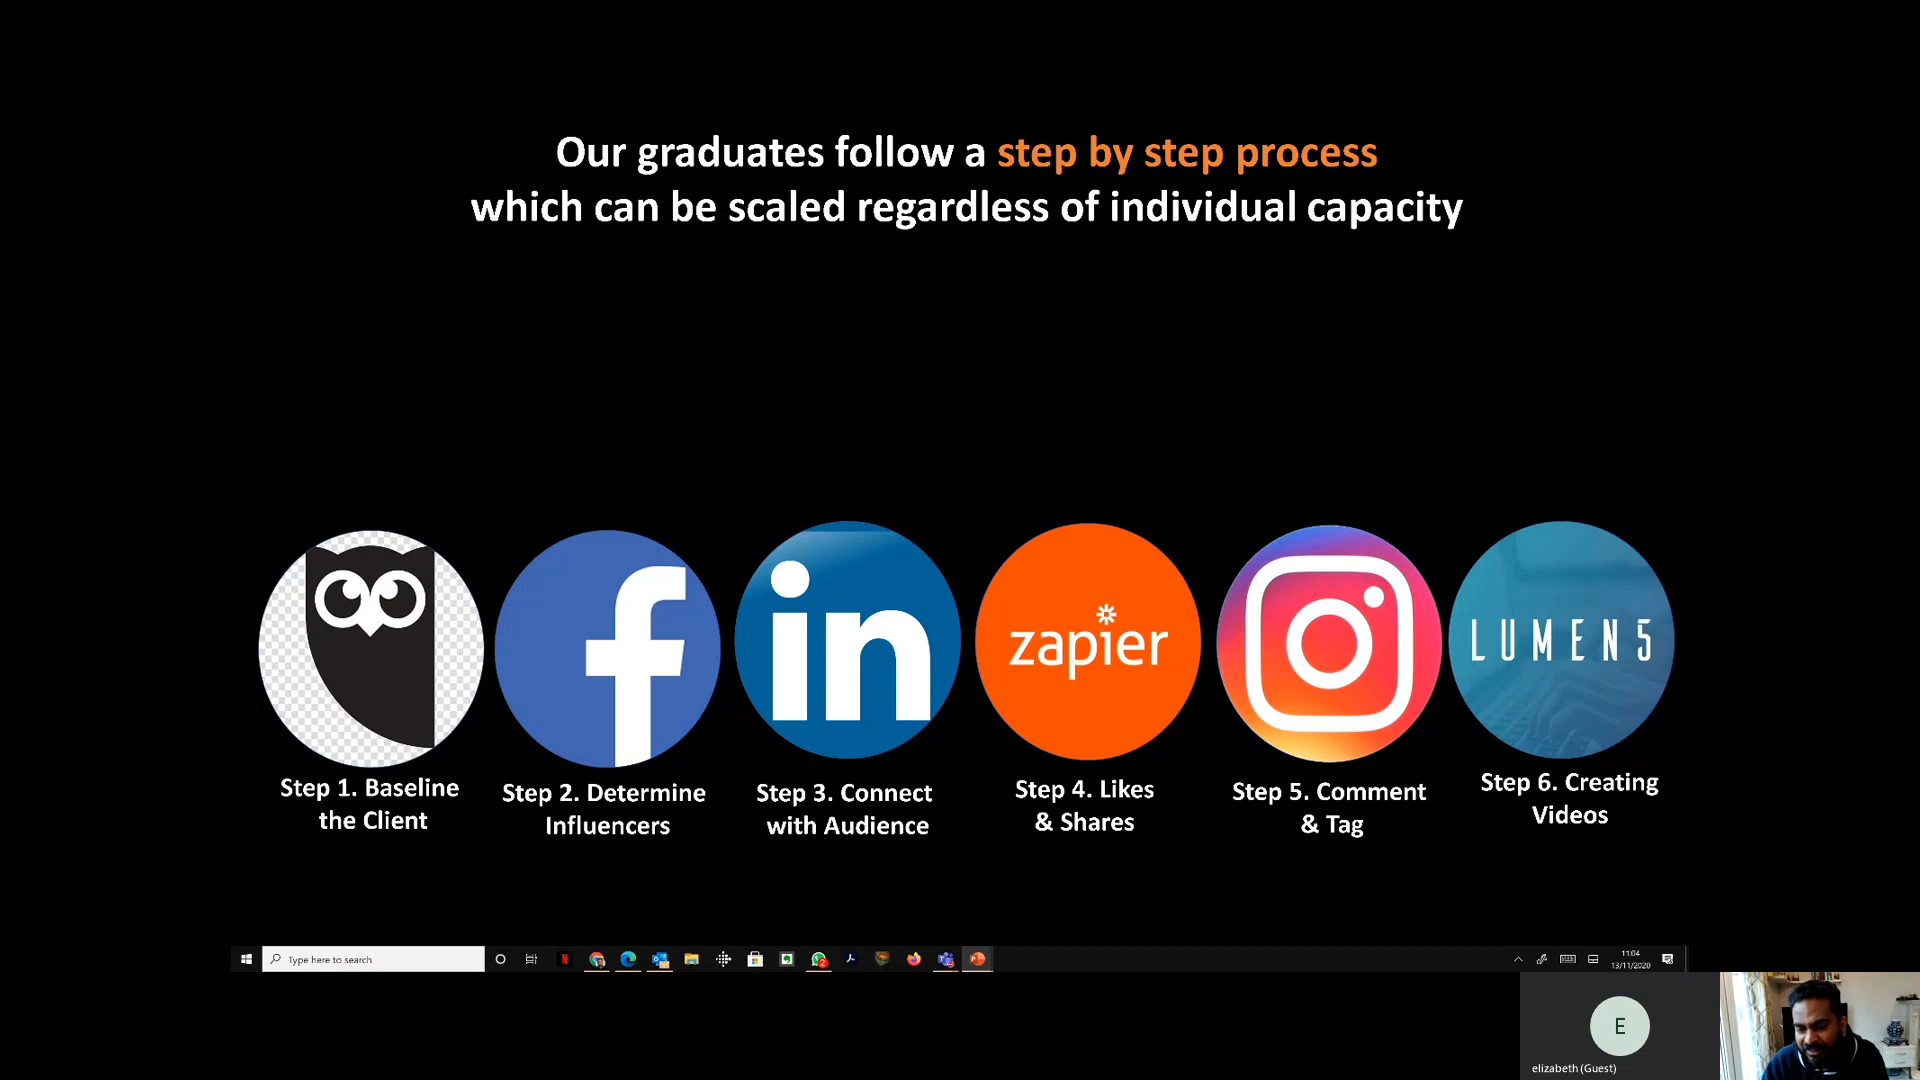 Our graduates follow a step by step process
which can be scaled regardless of individual capacity
f
in
zapier
LUMEN5
Step 1. Baseline
the Client
Step 2. Determine
Influencers
Step 3. Connect
with Audience
Step 4. Likes
& Shares
Step 5. Comment
& Tag
Step 6. Creating
Videos
Type here to search
N
2
11:04
13/11/2020
E
elizabeth (Guest)